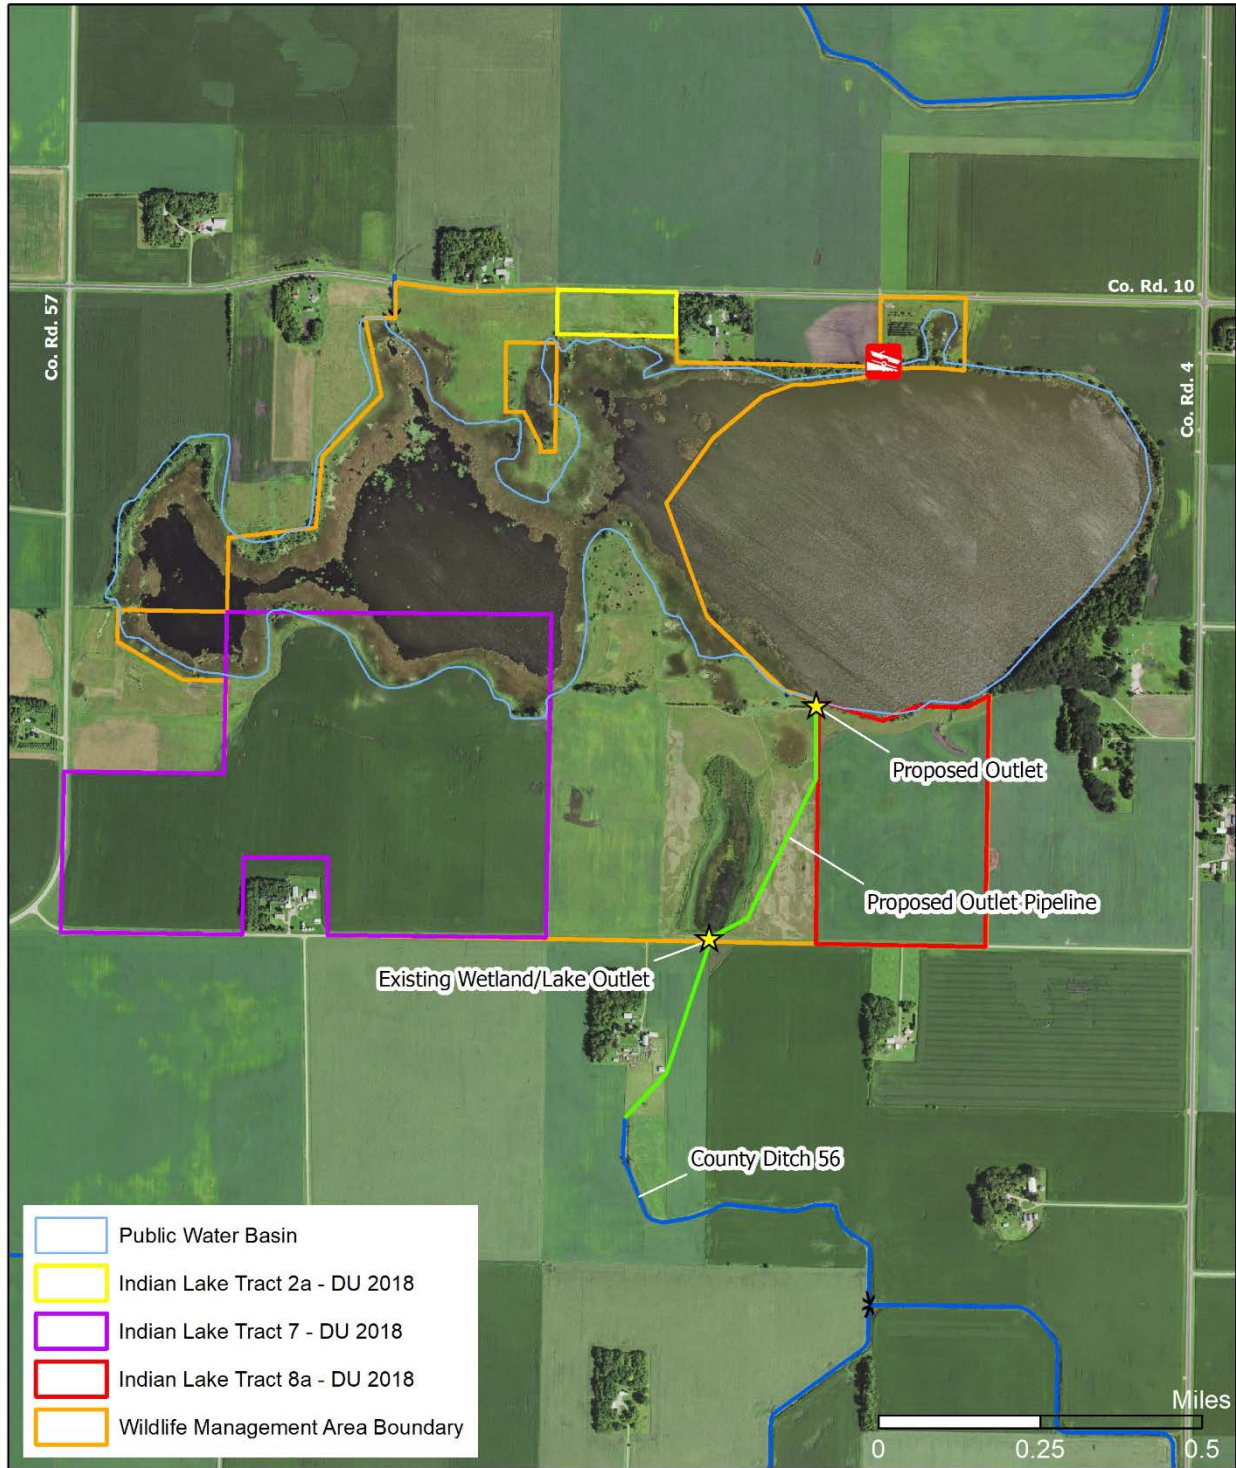 Co. Rd. 57
Co. Rd. 10
Co. Rd. 4
Proposed Outlet
Proposed Outlet Pipeline
Existing Wetland/Lake Outlet
County Ditch 56
Public Water Basin
Indian Lake Tract 2a - DU 2018
Indian Lake Tract 7 - DU 2018
Indian Lake Tract 8a - DU 2018
Wildlife Management Area Boundary
Miles
0 0.25 0.5